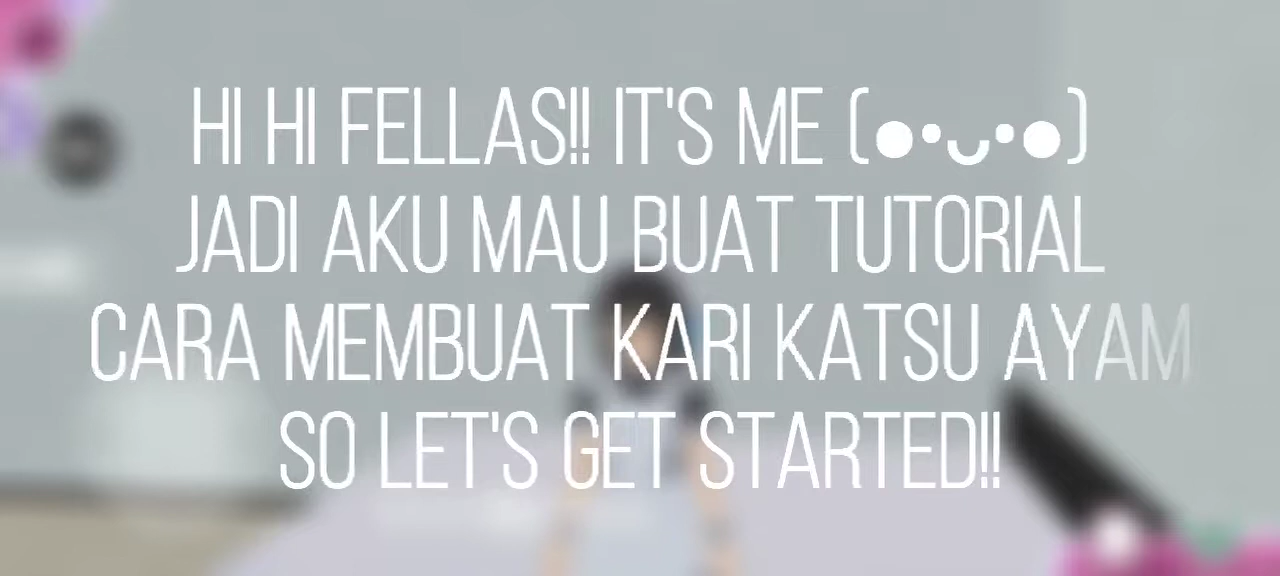 HI HI FELLAS!! IT'S ME (●•ᴗ•●)
JADI AKU MAU BUAT TUTORIAL
CARA MEMBUAT KARI KATSU AYAM
SO LET'S GET STARTED!!